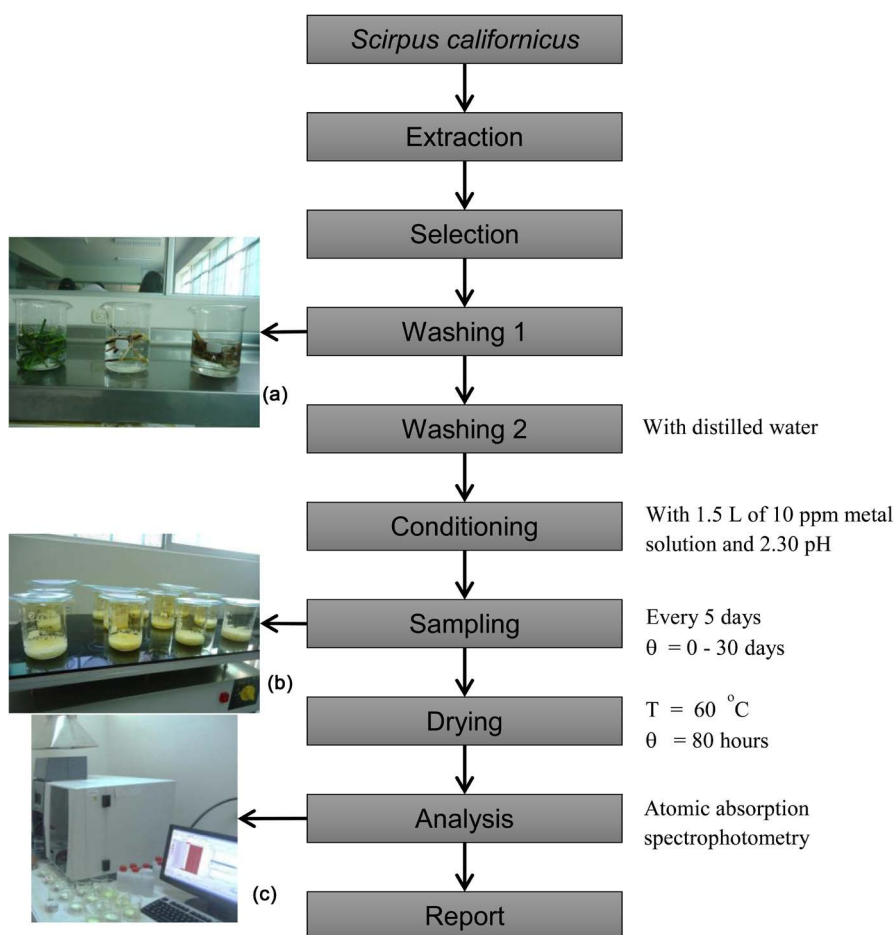 Scirpus californicus
Extraction
Selection
Washing 1
(a)
Washing 2
With distilled water
Conditioning
With 1.5 L of 10 ppm metal
solution and 2.30 pH
Sampling
Every 5 days
θ = 0 - 30 days
(b)
Drying
T = 60 °C
θ = 80 hours
Analysis
Atomic absorption
spectrophotometry
(c)
Report